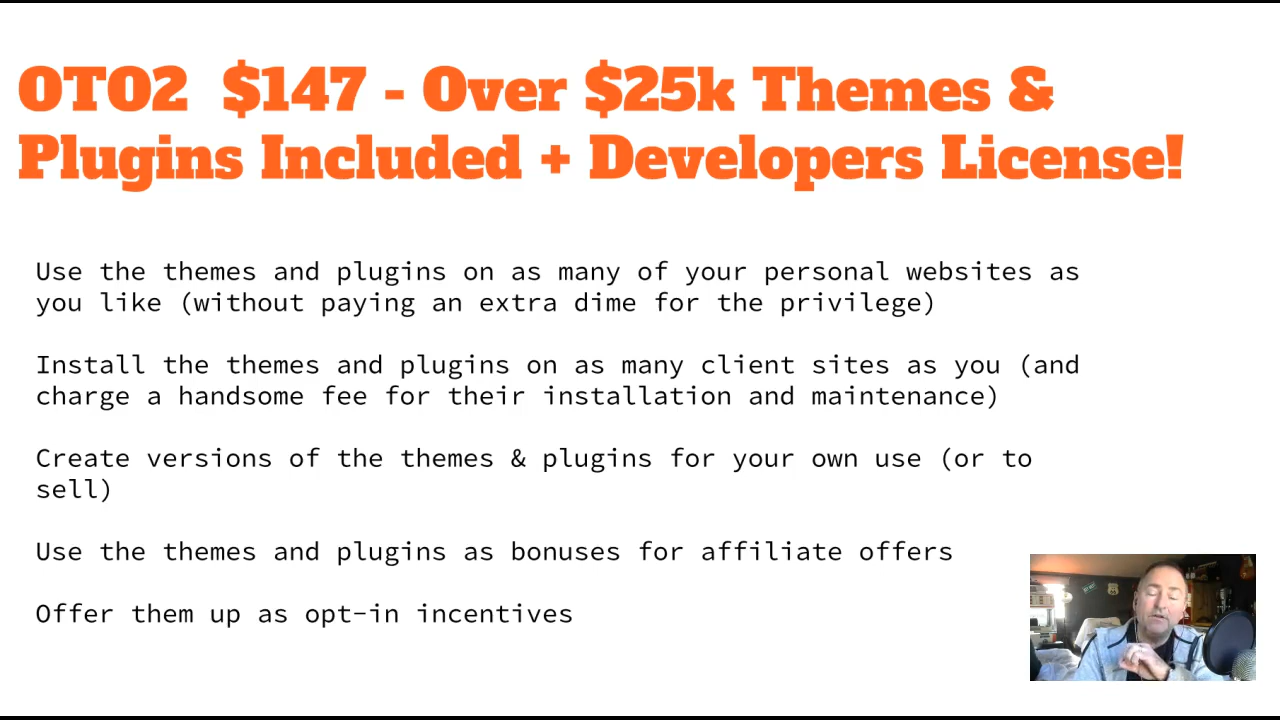 OTO2 $147 - Over $25k Themes &
Plugins Included + Developers License!
Use the themes and plugins on as many of your personal websites as
you like (without paying an extra dime for the privilege)
Install the themes and plugins on as many client sites as you (and
charge a handsome fee for their installation and maintenance)
Create versions of the themes & plugins for your own use (or to
sell)
Use the themes and plugins as bonuses for affiliate offers
Offer them up as opt-in incentives